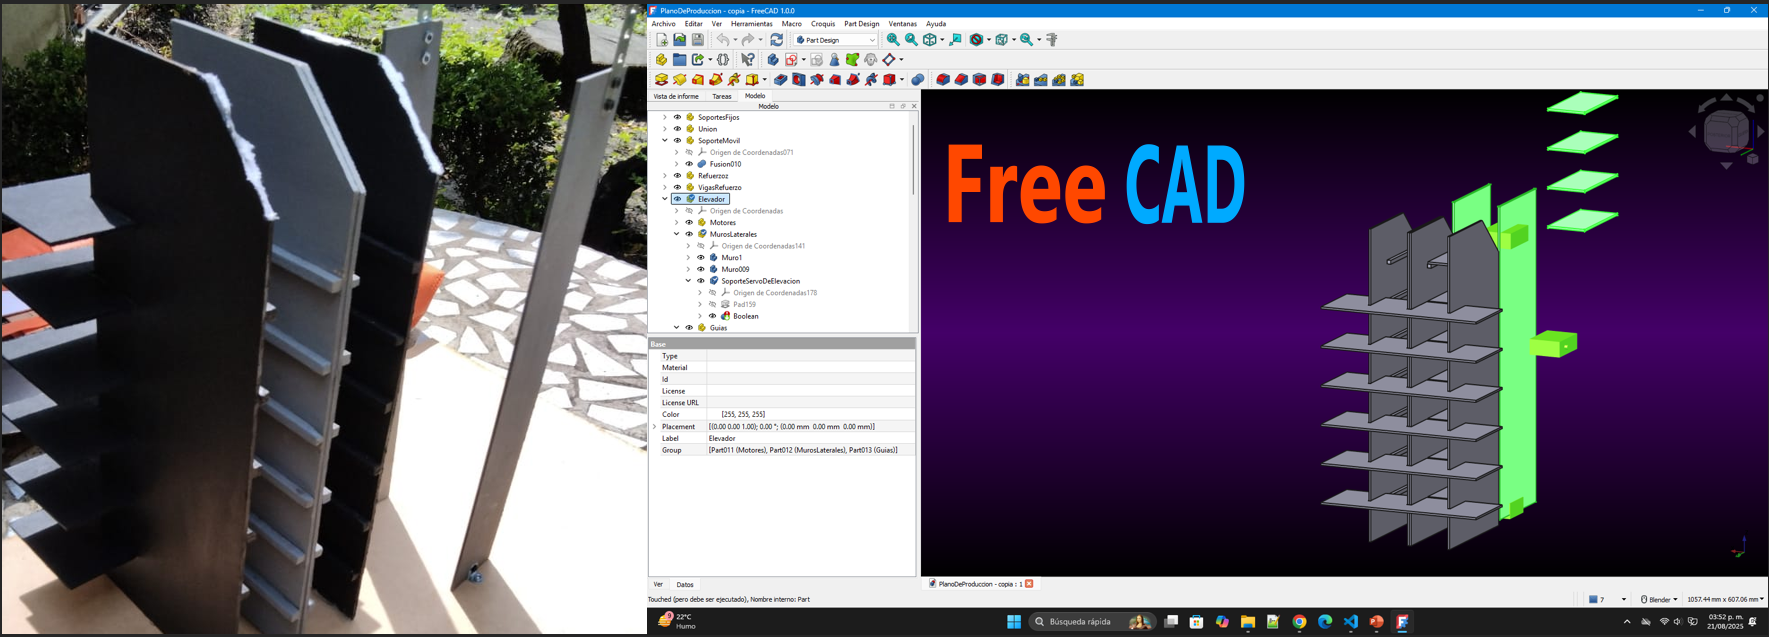 PlanoDeProduccion - copia - FreeCAD 1.0.0
Archivo Editar Ver Herramientas Macro Croquis Part Design Ventanas Ayuda
Part Design
Vista de informe Tareas Modelo
Modelo
SoportesFijos
Union
SoporteMovil
Origen de Coordenadas071
Fusion010
Refuerzoz
VigasRefuerzo
Elevador
Origen de Coordenadas
Motores
MurosLaterales
Origen de Coordenadas141
Muro1
Muro009
SoporteServoDeElevacion
Origen de Coordenadas178
Pad159
Boolean
Guias
Free CAD
Base
Type
Material
Id
License
License URL
Color [255, 255, 255]
Placement [(0.00 0.00 1.00); 0.00 °; (0.00 mm 0.00 mm 0.00 mm)]
Label Elevador
Group [Part011 (Motores), Part012 (MurosLaterales), Part013 (Guias)]
Ver Datos
PlanoDeProduccion - copia : 1
Touched (pero debe ser ejecutado), Nombre interno: Part
7 Blender 1057.44 mm x 607.06 mm
22°C
Humo
Búsqueda rápida
03:52 p. m.
21/08/2025